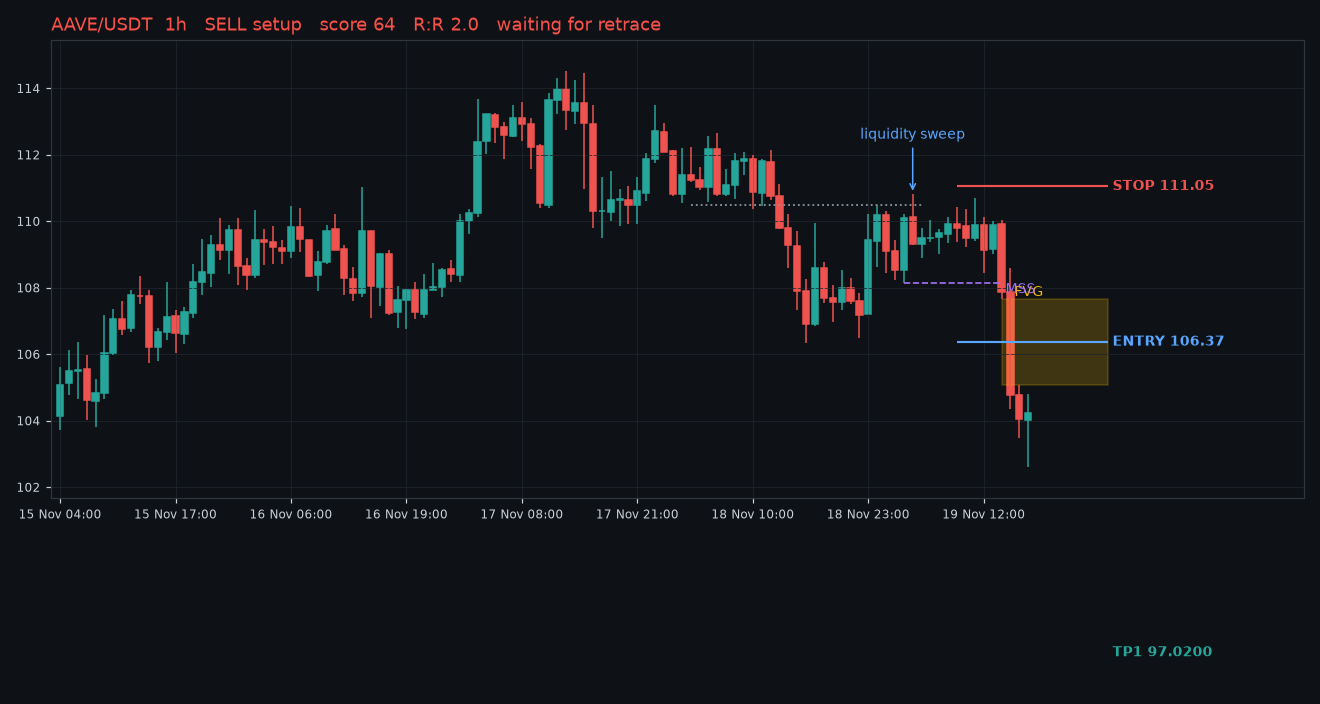 AAVE/USDT 1h SELL setup score 64 R:R 2.0 waiting for retrace
114
112
110
108
106
104
102
liquidity sweep
STOP 111.05
MSS
FVG
ENTRY 106.37
15 Nov 04:00
15 Nov 17:00
16 Nov 06:00
16 Nov 19:00
17 Nov 08:00
17 Nov 21:00
18 Nov 10:00
18 Nov 23:00
19 Nov 12:00
TP1 97.0200